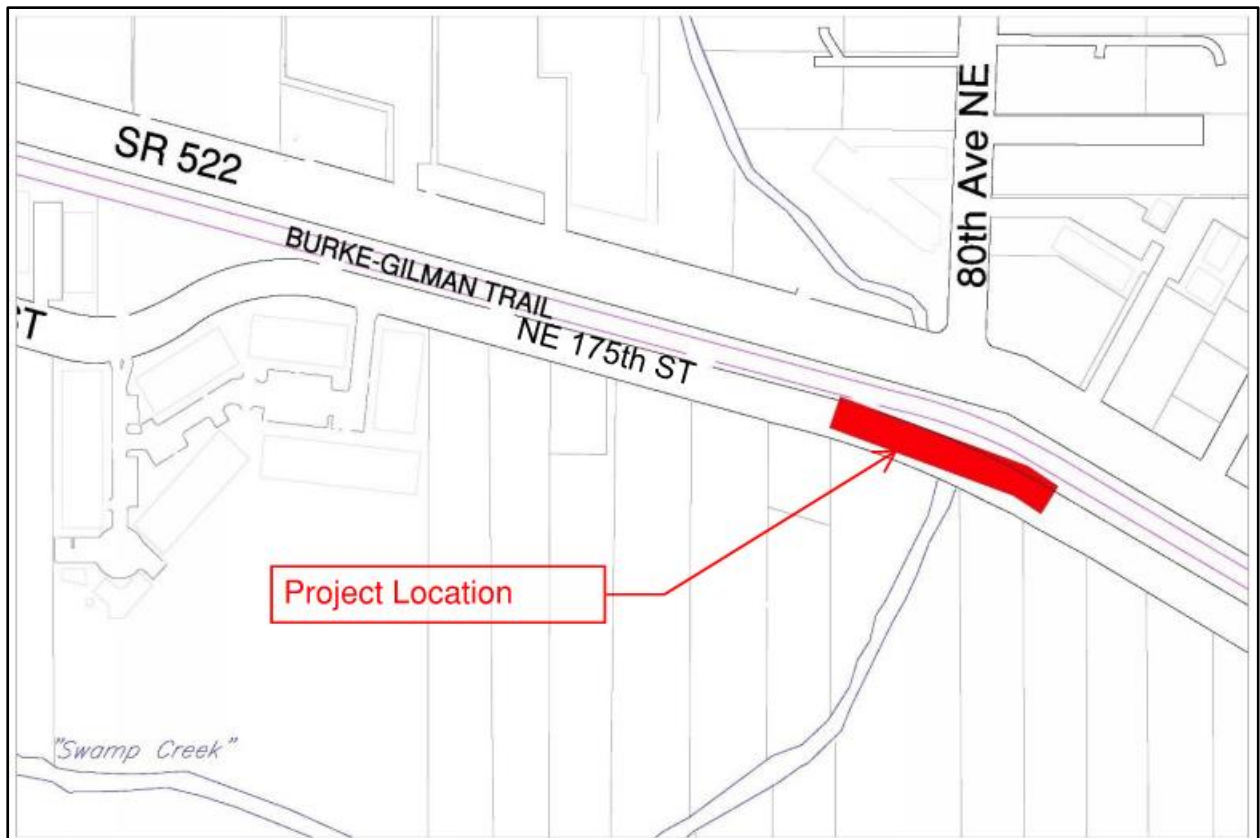 SR 522
80th Ave NE
BURKE-GILMAN TRAIL
NE 175th ST
Project Location
"Swamp Creek"